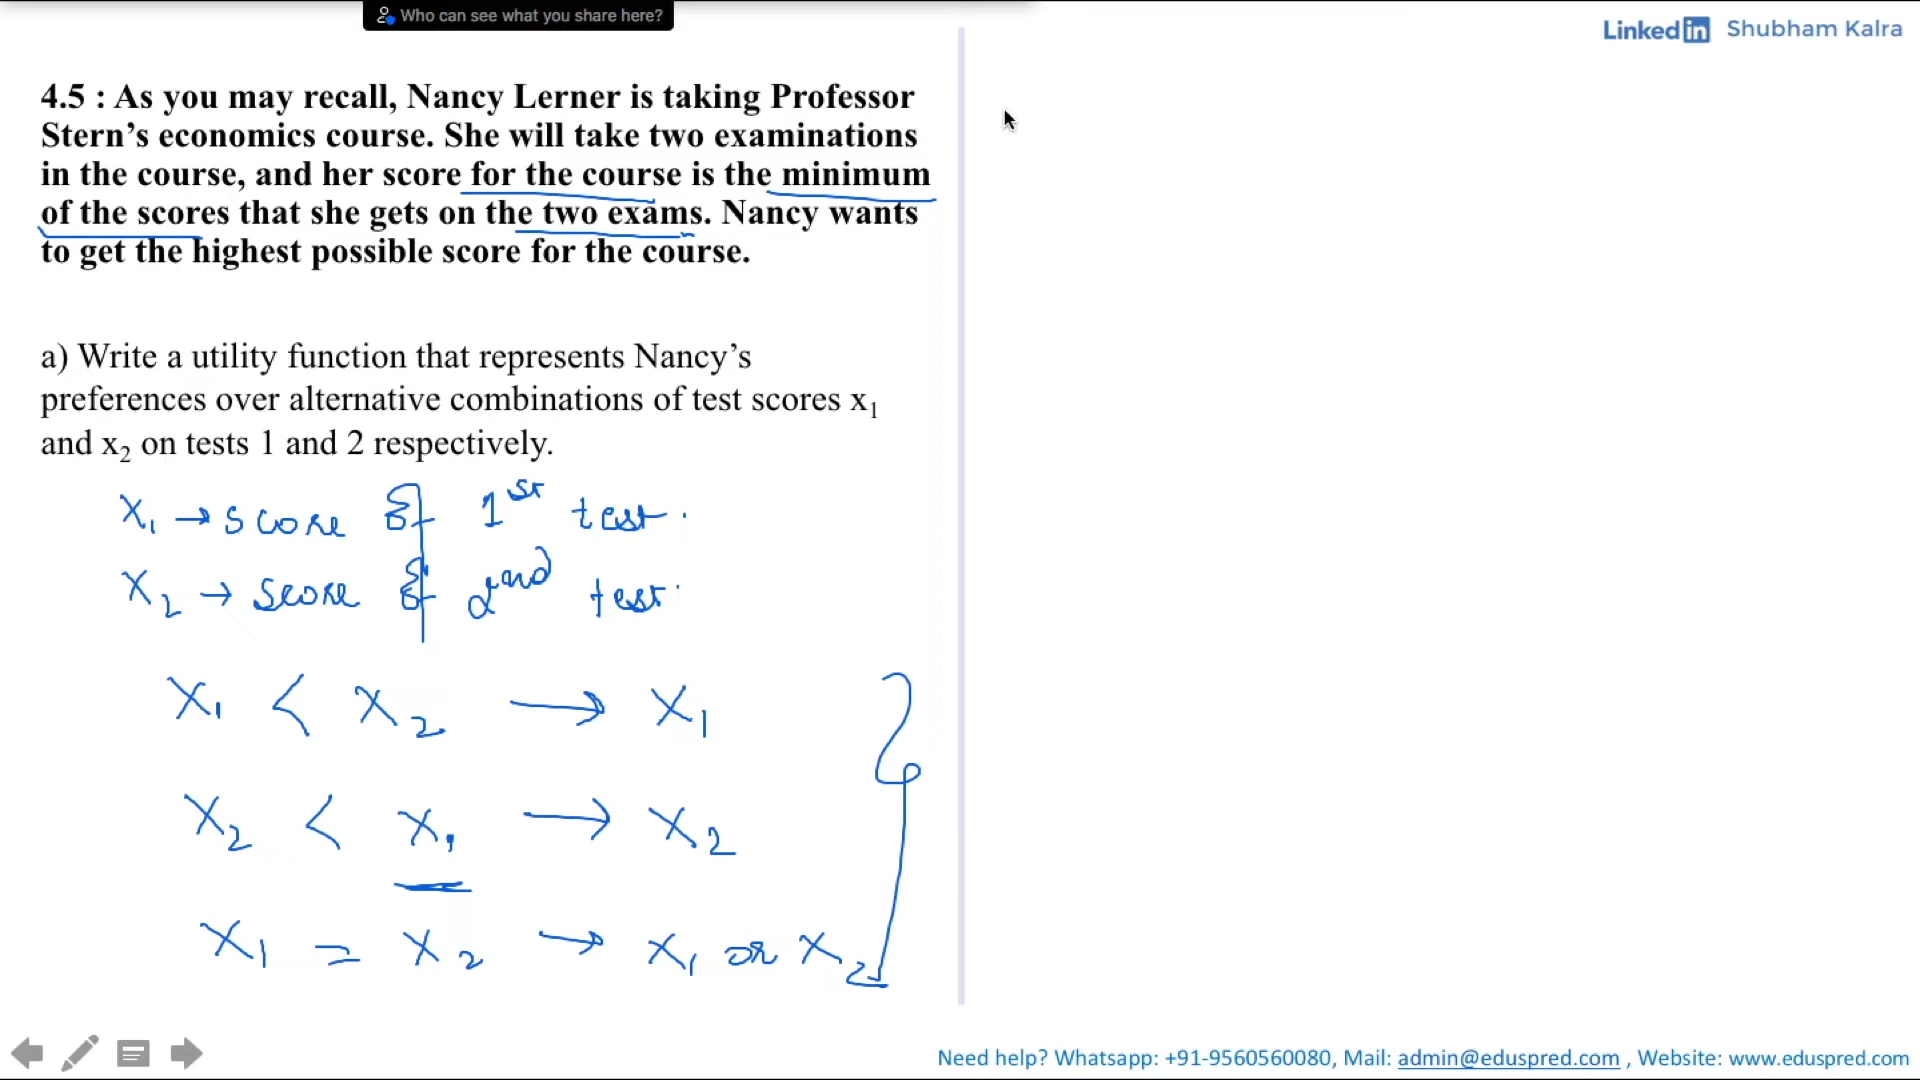 Who can see what you share here?
Linked in Shubham Kalra
4.5 : As you may recall, Nancy Lerner is taking Professor
Stern’s economics course. She will take two examinations
in the course, and her score for the course is the minimum
of the scores that she gets on the two exams. Nancy wants
to get the highest possible score for the course.
a) Write a utility function that represents Nancy’s
preferences over alternative combinations of test scores x₁
and x₂ on tests 1 and 2 respectively.
X₁ → score of 1st test.
X₂ → score of 2nd test.
X₁ < X₂ → X₁
X₂ < X₁ → X₂
X₁ = X₂ → X₁ or X₂
Need help? Whatsapp: +91-9560560080, Mail: admin@eduspred.com , Website: www.eduspred.com